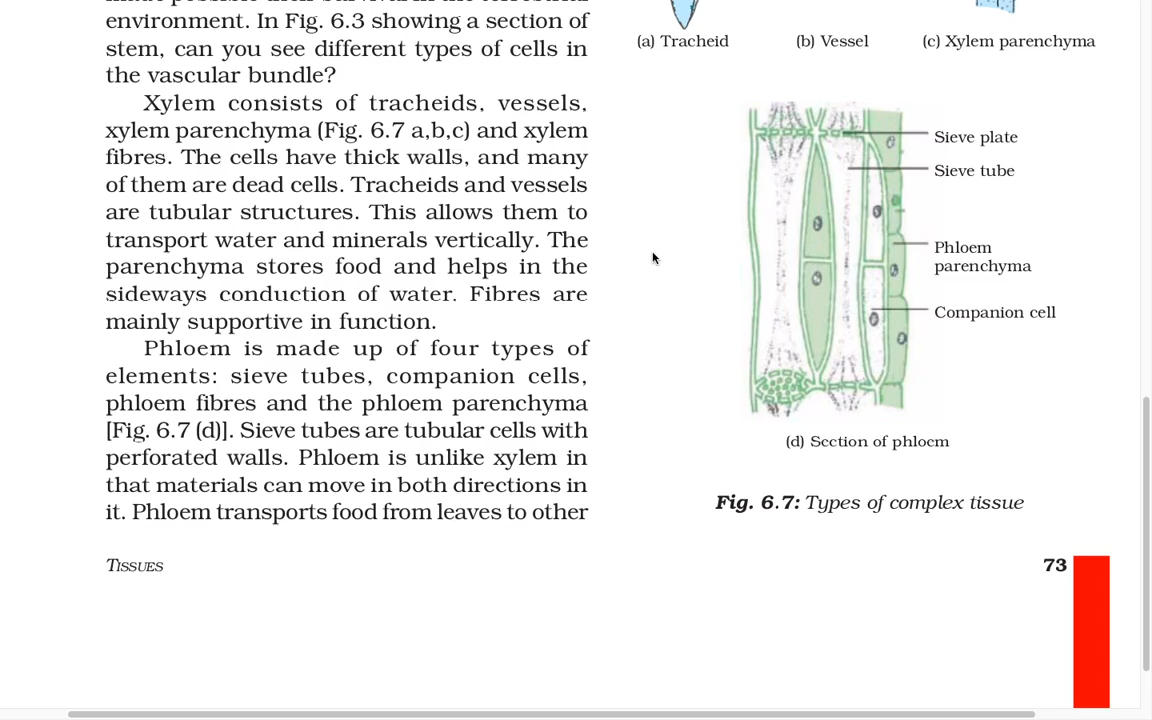 environment. In Fig. 6.3 showing a section of
stem, can you see different types of cells in
the vascular bundle?
Xylem consists of tracheids, vessels,
xylem parenchyma (Fig. 6.7 a,b,c) and xylem
fibres. The cells have thick walls, and many
of them are dead cells. Tracheids and vessels
are tubular structures. This allows them to
transport water and minerals vertically. The
parenchyma stores food and helps in the
sideways conduction of water. Fibres are
mainly supportive in function.
Phloem is made up of four types of
elements: sieve tubes, companion cells,
phloem fibres and the phloem parenchyma
[Fig. 6.7 (d)]. Sieve tubes are tubular cells with
perforated walls. Phloem is unlike xylem in
that materials can move in both directions in
it. Phloem transports food from leaves to other
(a) Tracheid
(b) Vessel
(c) Xylem parenchyma
Sieve plate
Sieve tube
Phloem
parenchyma
Companion cell
(d) Section of phloem
Fig. 6.7: Types of complex tissue
TISSUES
73